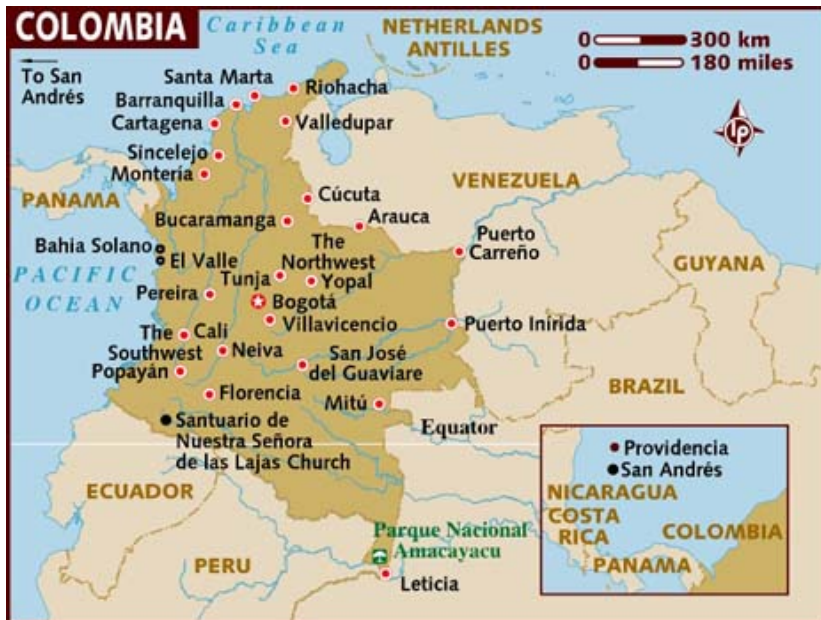 COLOMBIA
Caribbean
Sea
NETHERLANDS
ANTILLES
0 300 km
0 180 miles
To San
Andrés
Santa Marta
Riohacha
Barranquilla
Cartagena
Valledupar
LP
Sincelejo
Montería
VENEZUELA
PANAMA
Cúcuta
Bucaramanga
Arauca
Puerto
Carreño
Bahia Solano
El Valle
The
Northwest
GUYANA
PACIFIC
OCEAN
Tunja
Yopal
Pereira
Bogotá
Villavicencio
Puerto Inirida
The
Southwest
Cali
Neiva
San José
del Guaviare
Popayán
BRAZIL
Florencia
Mitú
Santuario de
Nuestra Señora
de las Lajas Church
Equator
Providencia
San Andrés
ECUADOR
NICARAGUA
COSTA
RICA
COLOMBIA
PANAMA
Parque Nacional
Amacayacu
PERU
Leticia